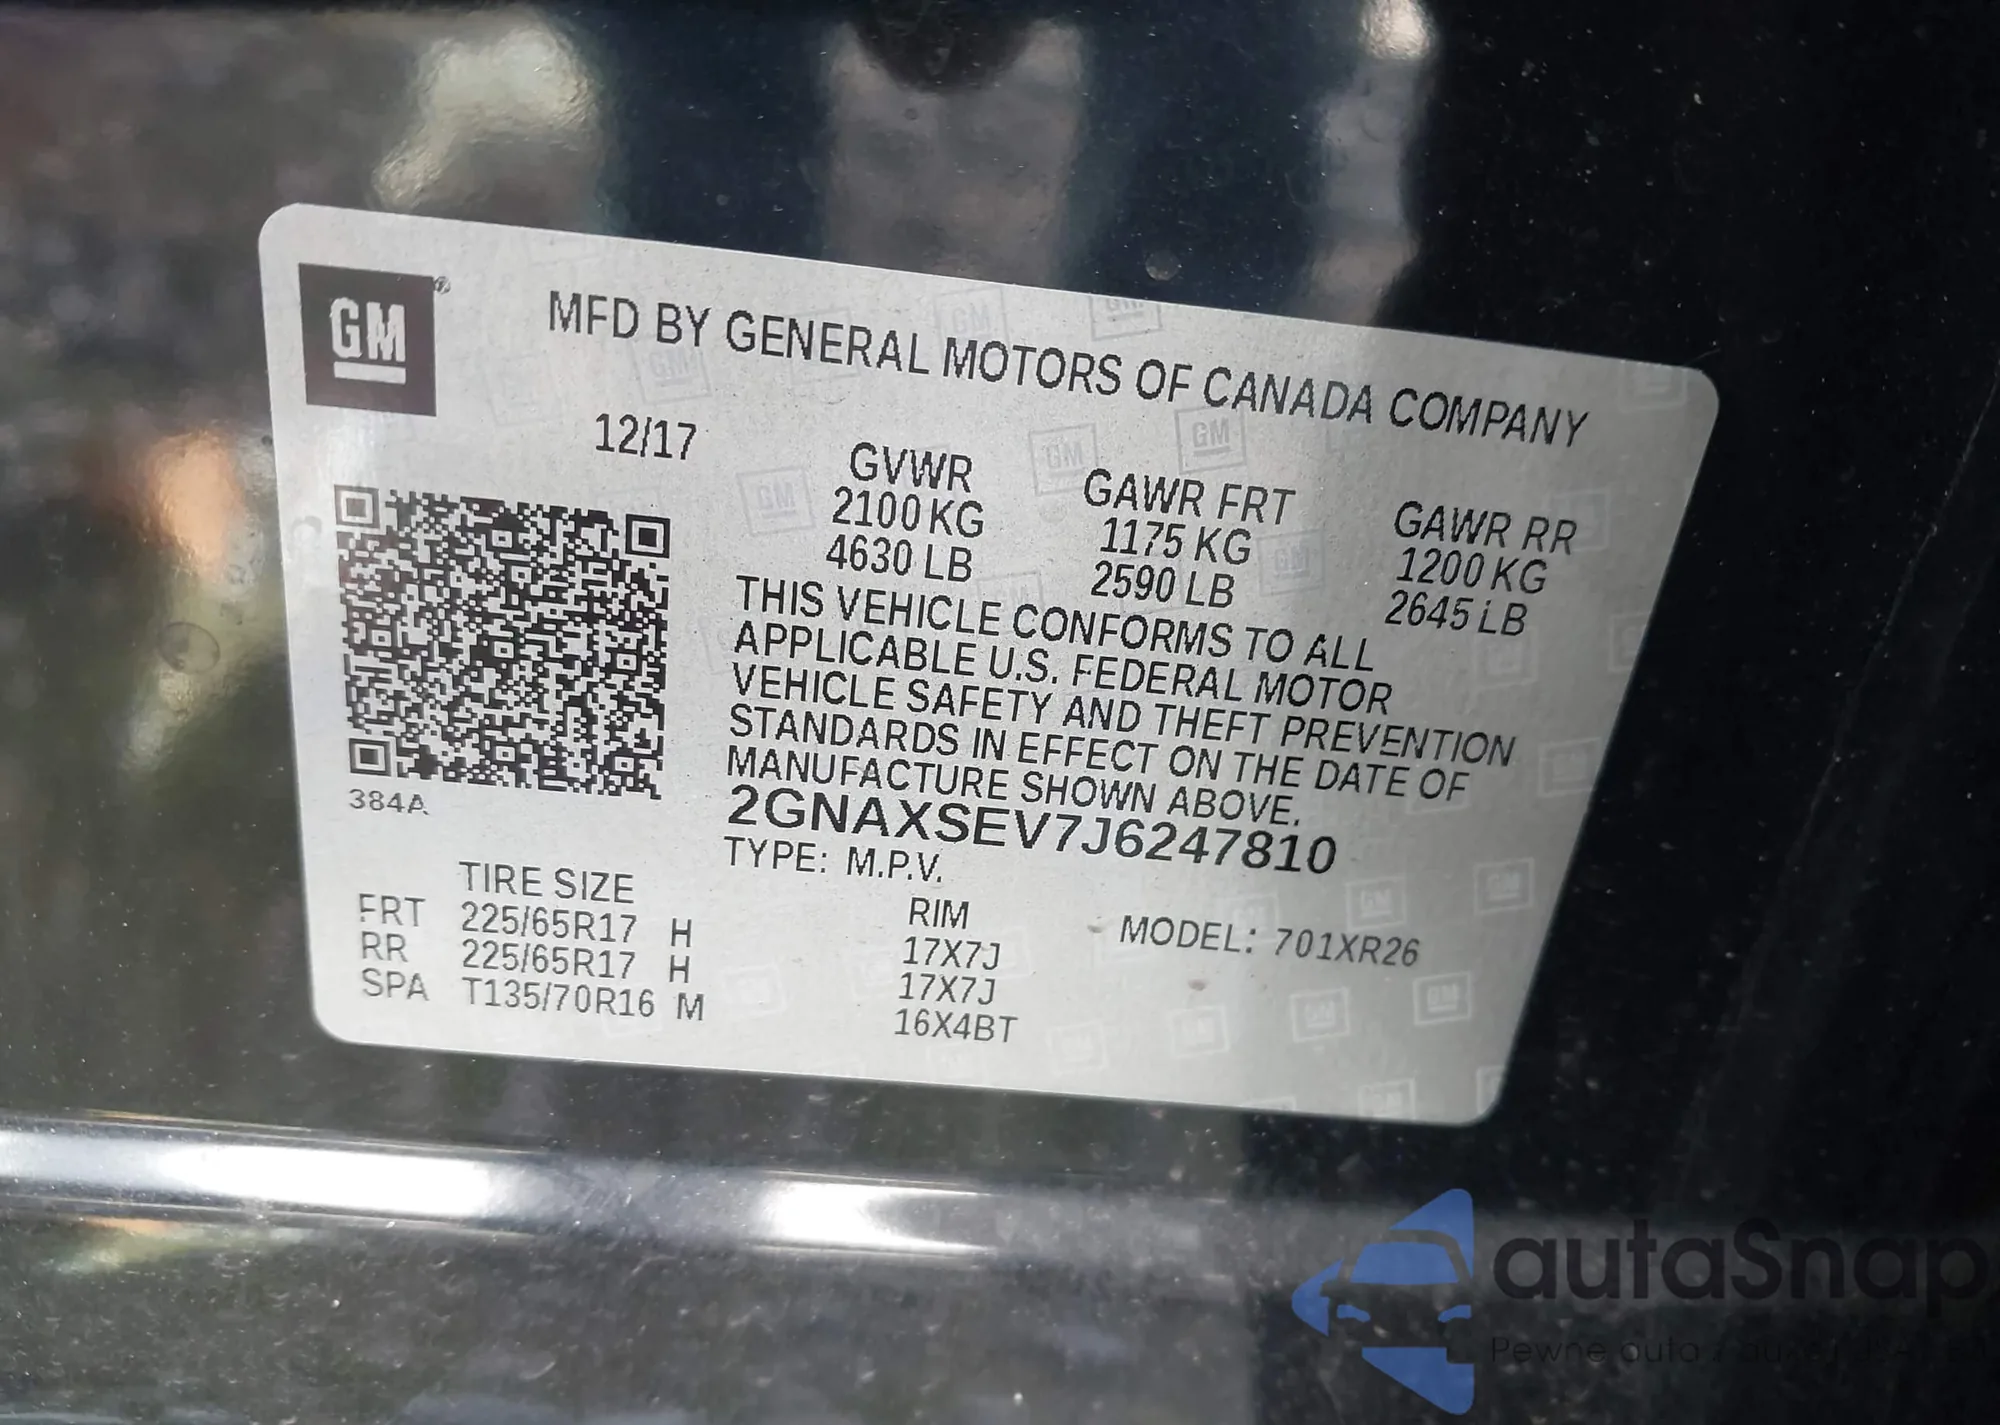 GM ®
MFD BY GENERAL MOTORS OF CANADA COMPANY
12/17
GVWR
2100 KG
4630 LB
GAWR FRT
1175 KG
2590 LB
GAWR RR
1200 KG
2645 LB
THIS VEHICLE CONFORMS TO ALL
APPLICABLE U.S. FEDERAL MOTOR
VEHICLE SAFETY AND THEFT PREVENTION
STANDARDS IN EFFECT ON THE DATE OF
MANUFACTURE SHOWN ABOVE.
384A
2GNAXSEV7J6247810
TYPE: M.P.V.
TIRE SIZE RIM
FRT 225/65R17 H 17X7J
RR 225/65R17 H 17X7J
SPA T135/70R16 M 16X4BT
MODEL: 701XR26
autaSnap
Pewne auta z